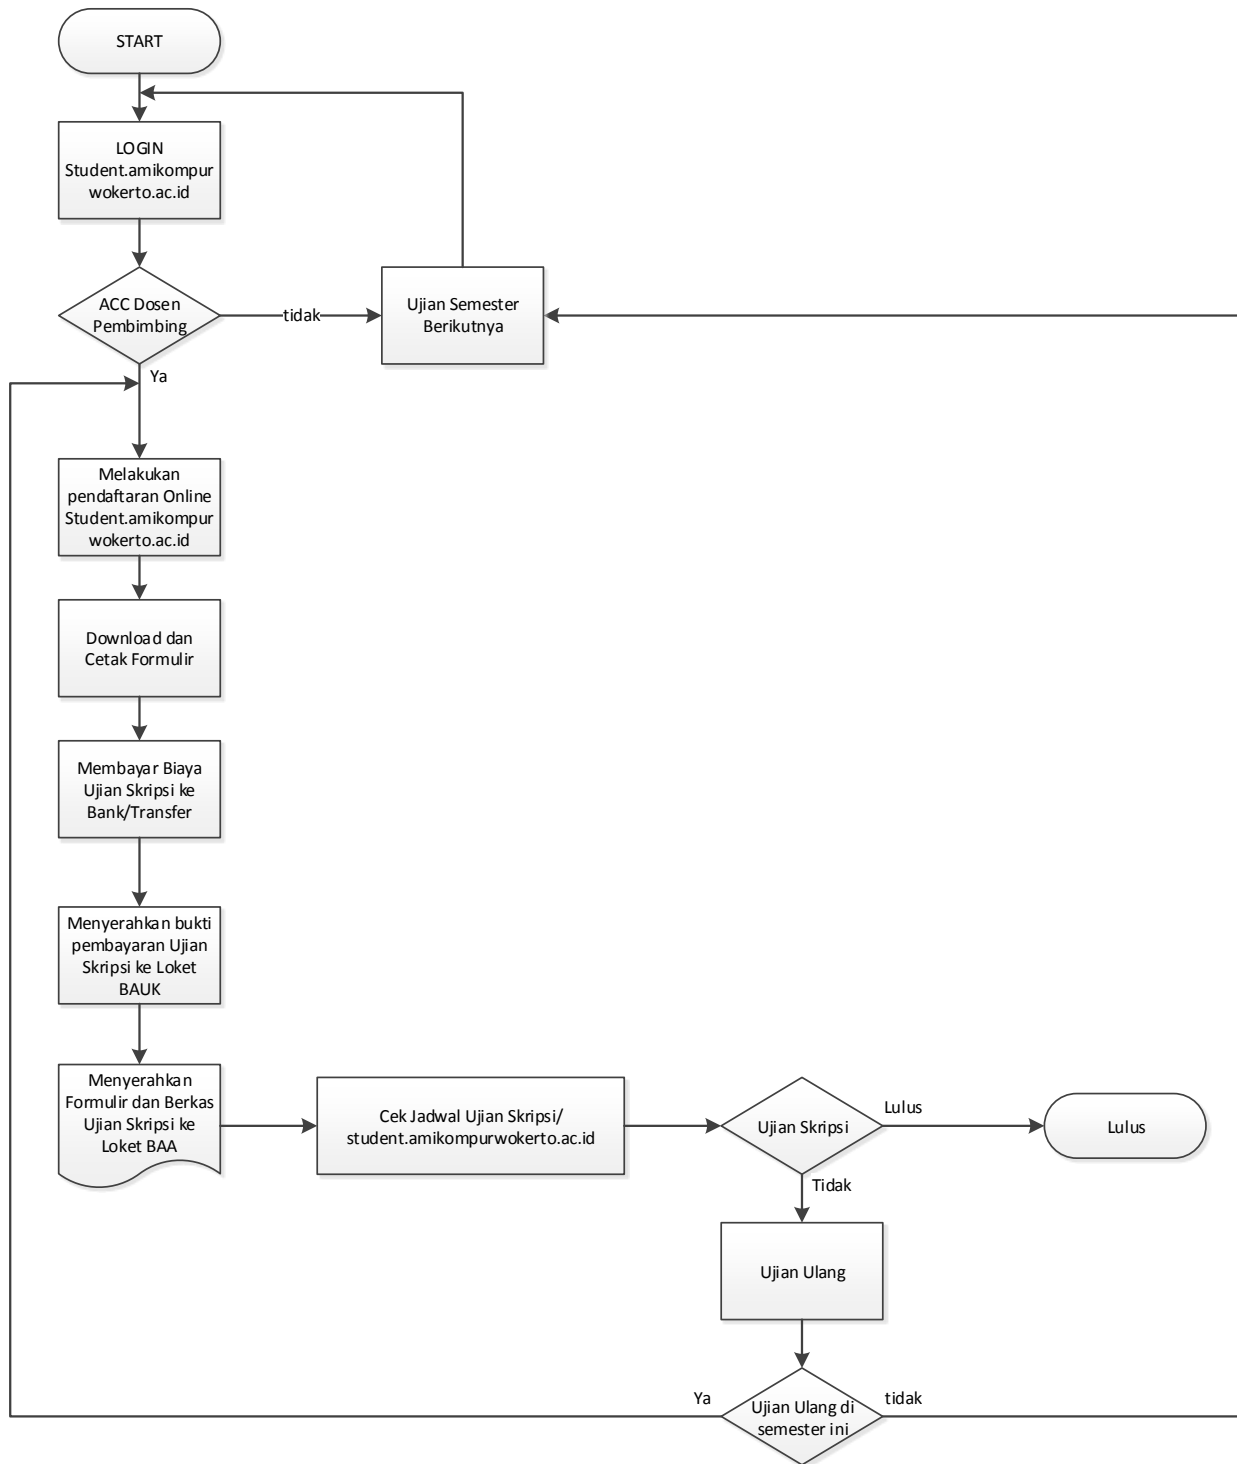 START
LOGIN
Student.amikompur
wokerto.ac.id
ACC Dosen
Pembimbing
tidak
Ujian Semester
Berikutnya
Ya
Melakukan
pendaftaran Online
Student.amikompur
wokerto.ac.id
Download dan
Cetak Formulir
Membayar Biaya
Ujian Skripsi ke
Bank/Transfer
Menyerahkan bukti
pembayaran Ujian
Skripsi ke Loket
BAUK
Menyerahkan
Formulir dan Berkas
Ujian Skripsi ke
Loket BAA
Cek Jadwal Ujian Skripsi/
student.amikompurwokerto.ac.id
Ujian Skripsi
Lulus
Lulus
Tidak
Ujian Ulang
Ya
Ujian Ulang di
semester ini
tidak